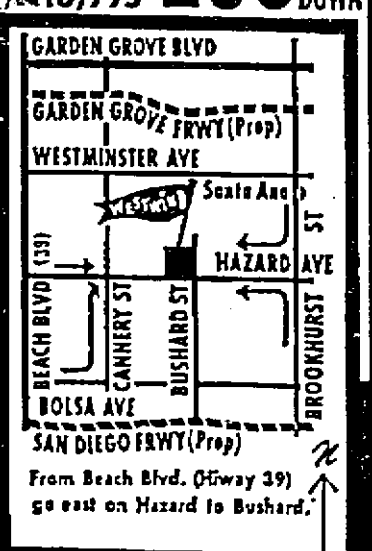 DOWN
GARDEN GROVE BLVD
GARDEN GROVE FRWY (Prop)
WESTMINSTER AVE
WESTWIND
Santa Ana
ST
(39)
HAZARD AVE
BEACH BLVD
CANNERY ST
BUSHARD ST
BROOKHURST
BOLSA AVE
SAN DIEGO FRWY (Prop)
From Beach Blvd. (Hiway 39)
go east on Hazard to Bushard.
N